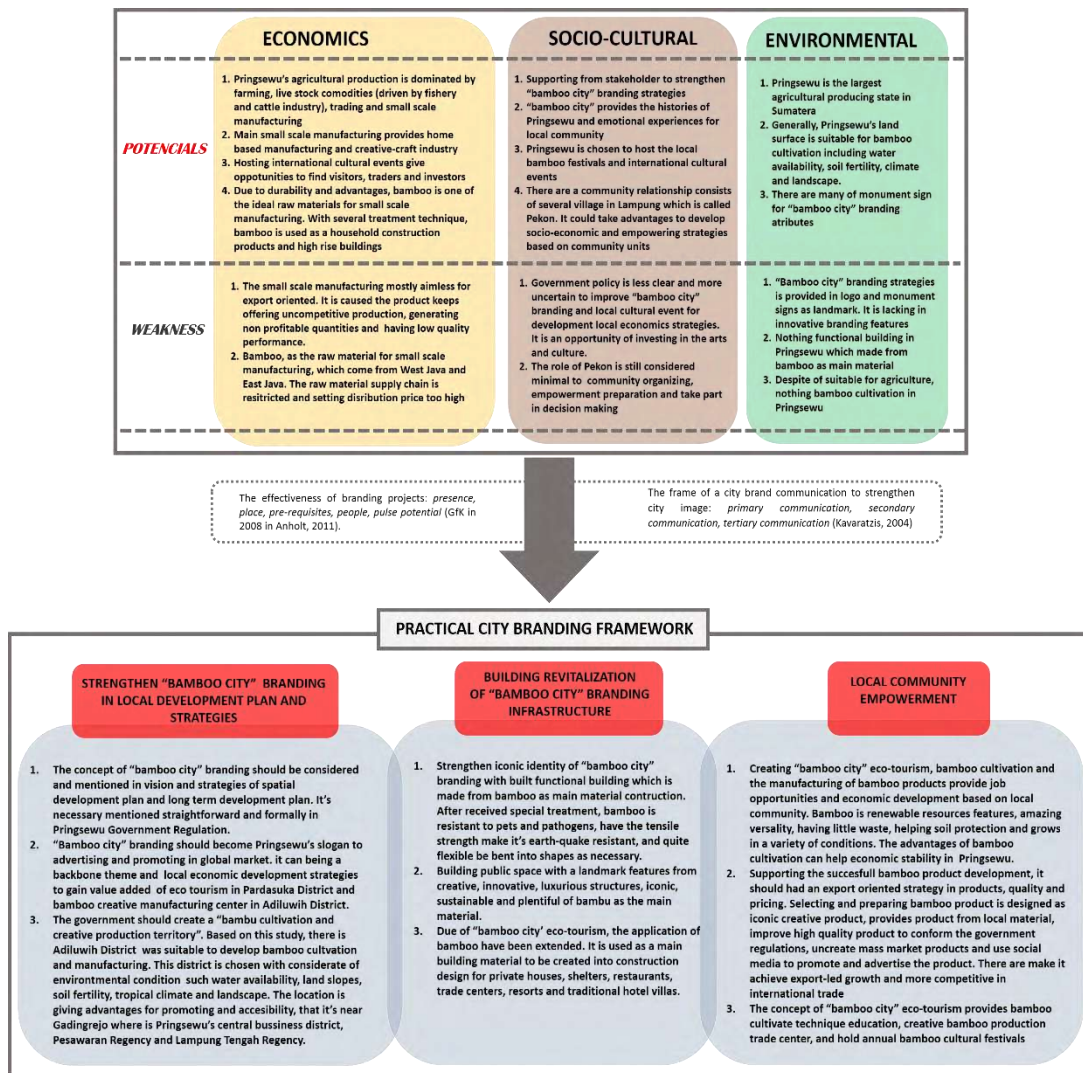 ECONOMICS
SOCIO-CULTURAL
ENVIRONMENTAL
POTENCIALS
1. Pringsewu's agricultural production is dominated by
farming, live stock comodities (driven by fishery
and cattle industry), trading and small scale
manufacturing
2. Main small scale manufacturing provides home
based manufacturing and creative-craft industry
3. Hosting international cultural events give
oppotunities to find visitors, traders and investors
4. Due to durability and advantages, bamboo is one of
the ideal raw materials for small scale
manufacturing. With several treatment technique,
bamboo is used as a household construction
products and high rise buildings
1. Supporting from stakeholder to strengthen
"bamboo city" branding strategies
2. "bamboo city" provides the histories of
Pringsewu and emotional experiences for
local community
3. Pringsewu is chosen to host the local
bamboo festivals and international cultural
events
4. There are a community relationship consists
of several village in Lampung which is called
Pekon. It could take advantages to develop
socio-economic and empowering strategies
based on community units
1. Pringsewu is the largest
agricultural producing state in
Sumatera
2. Generally, Pringsewu's land
surface is suitable for bamboo
cultivation including water
availability, soil fertility, climate
and landscape.
3. There are many of monument sign
for "bamboo city" branding
atributes
WEAKNESS
1. The small scale manufacturing mostly aimless for
export oriented. It is caused the product keeps
offering uncompetitive production, generating
non profitable quantities and having low quality
performance.
2. Bamboo, as the raw material for small scale
manufacturing, which come from West Java and
East Java. The raw material supply chain is
resitricted and setting disribution price too high
1. Government policy is less clear and more
uncertain to improve "bamboo city"
branding and local cultural event for
development local economics strategies.
It is an opportunity of investing in the arts
and culture.
2. The role of Pekon is still considered
minimal to community organizing,
empowerment preparation and take part
in decision making
1. "Bamboo city" branding strategies
is provided in logo and monument
signs as landmark. It is lacking in
innovative branding features
2. Nothing functional building in
Pringsewu which made from
bamboo as main material
3. Despite of suitable for agriculture,
nothing bamboo cultivation in
Pringsewu
The effectiveness of branding projects: presence,
place, pre-requisites, people, pulse potential (GfK in
2008 in Anholt, 2011).
The frame of a city brand communication to strengthen
city image: primary communication, secondary
communication, tertiary communication (Kavaratzis, 2004)
PRACTICAL CITY BRANDING FRAMEWORK
STRENGTHEN "BAMBOO CITY" BRANDING
IN LOCAL DEVELOPMENT PLAN AND
STRATEGIES
1. The concept of "bamboo city" branding should be considered
and mentioned in vision and strategies of spatial
development plan and long term development plan. It's
necessary mentioned straightforward and formally in
Pringsewu Government Regulation.
2. "Bamboo city" branding should become Pringsewu's slogan to
advertising and promoting in global market. it can being a
backbone theme and local economic development strategies
to gain value added of eco tourism in Pardasuka District and
bamboo creative manufacturing center in Adiluwih District.
3. The government should create a "bambu cultivation and
creative production territory". Based on this study, there is
Adiluwih District was suitable to develop bamboo cultvation
and manufacturing. This district is chosen with considerate of
envirotmental condition such water availability, land slopes,
soil fertility, tropical climate and landscape. The location is
giving advantages for promoting and accesibility, that it's near
Gadingrejo where is Pringsewu's central bussiness district,
Pesawaran Regency and Lampung Tengah Regency.
BUILDING REVITALIZATION
OF "BAMBOO CITY" BRANDING
INFRASTRUCTURE
1. Strengthen iconic identity of "bamboo city"
branding with built functional building which is
made from bamboo as main material contruction.
After received special treatment, bamboo is
resistant to pets and pathogens, have the tensile
strength make it's earth-quake resistant, and quite
flexible be bent into shapes as necessary.
2. Building public space with a landmark features from
creative, innovative, luxurious structures, iconic,
sustainable and plentiful of bambu as the main
material.
3. Due of "bamboo city' eco-tourism, the application of
bamboo have been extended. It is used as a main
building material to be created into construction
design for private houses, shelters, restaurants,
trade centers, resorts and traditional hotel villas.
LOCAL COMMUNITY
EMPOWERMENT
1. Creating "bamboo city" eco-tourism, bamboo cultivation and
the manufacturing of bamboo products provide job
opportunities and economic development based on local
community. Bamboo is renewable resources features, amazing
versality, having little waste, helping soil protection and grows
in a variety of conditions. The advantages of bamboo
cultivation can help economic stability in Pringsewu.
2. Supporting the succesfull bamboo product development, it
should had an export oriented strategy in products, quality and
pricing. Selecting and preparing bamboo product is designed as
iconic creative product, provides product from local material,
improve high quality product to conform the government
regulations, uncreate mass market products and use social
media to promote and advertise the product. There are make it
achieve export-led growth and more competitive in
international trade
3. The concept of "bamboo city" eco-tourism provides bamboo
cultivate technique education, creative bamboo production
trade center, and hold annual bamboo cultural festivals